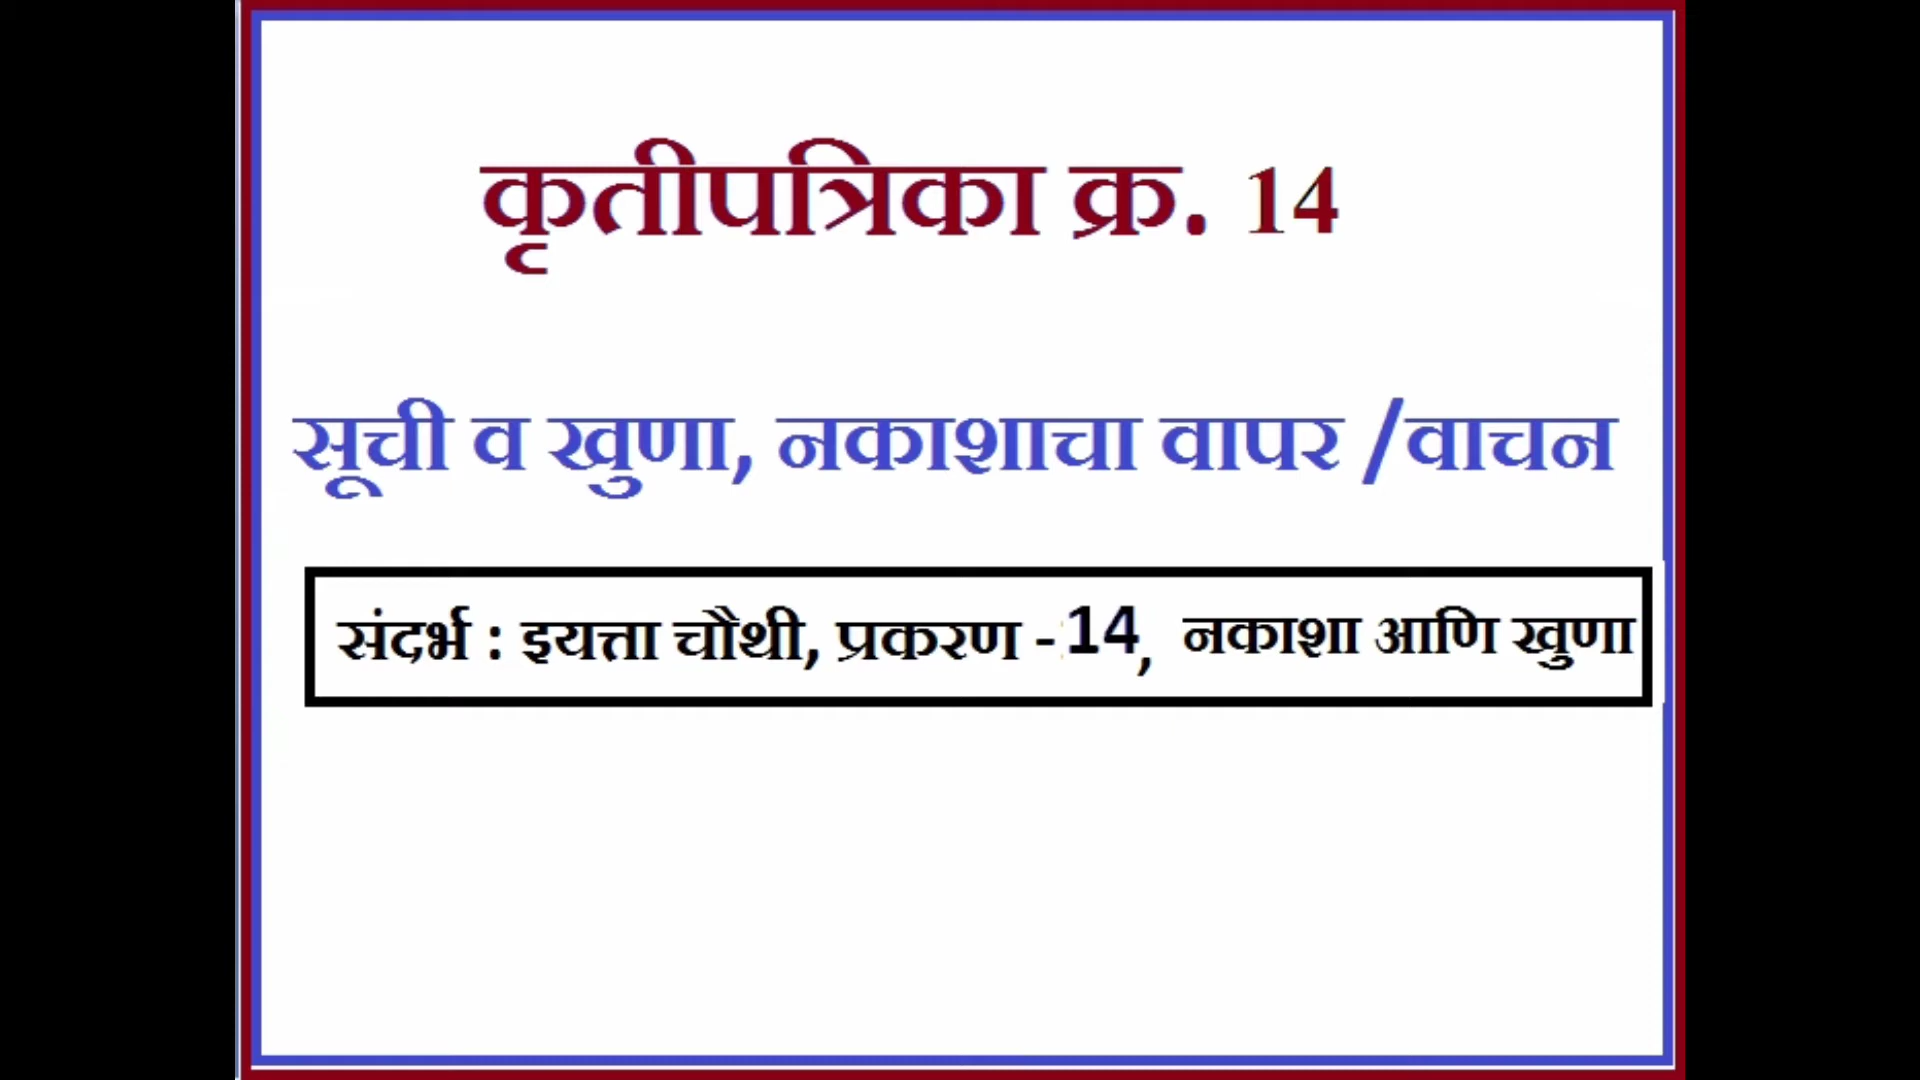 कृतीपत्रिका क्र. 14
सूची व खुणा, नकाशाचा वापर /वाचन
संदर्भ : इयत्ता चौथी, प्रकरण -14, नकाशा आणि खुणा